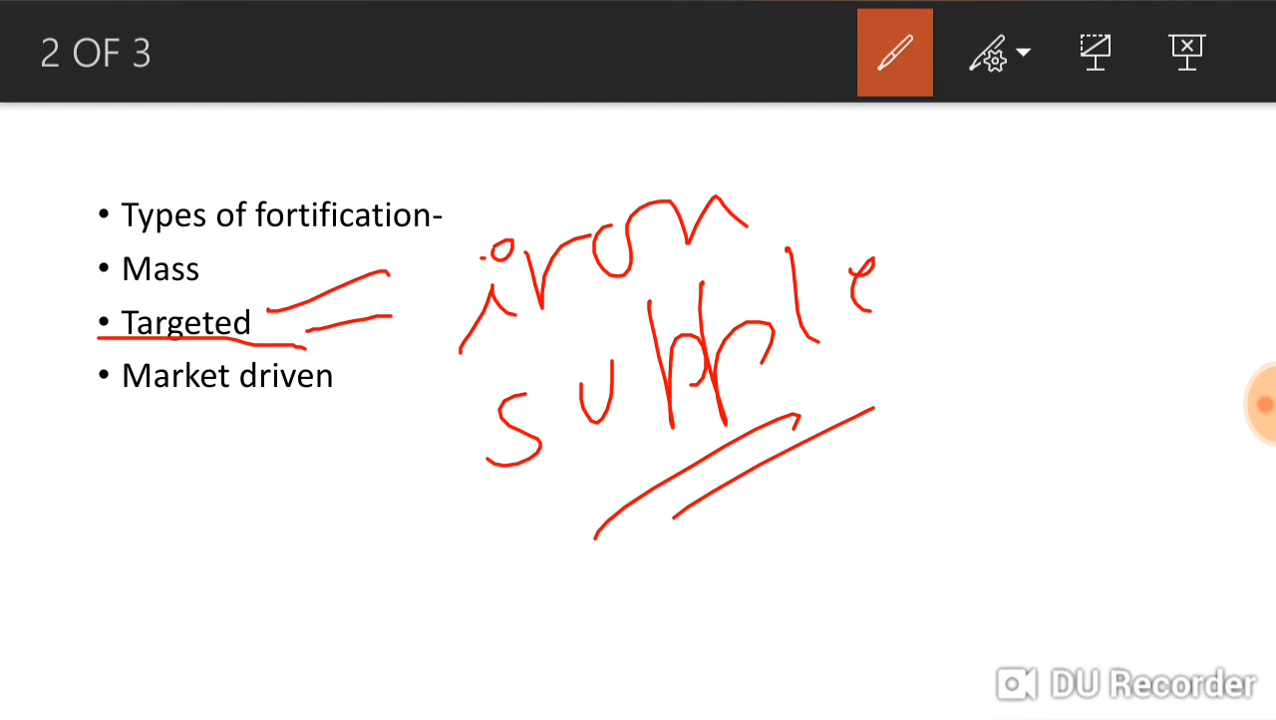 2 OF 3
• Types of fortification-
• Mass
• Targeted
• Market driven
iron
supple
DU Recorder